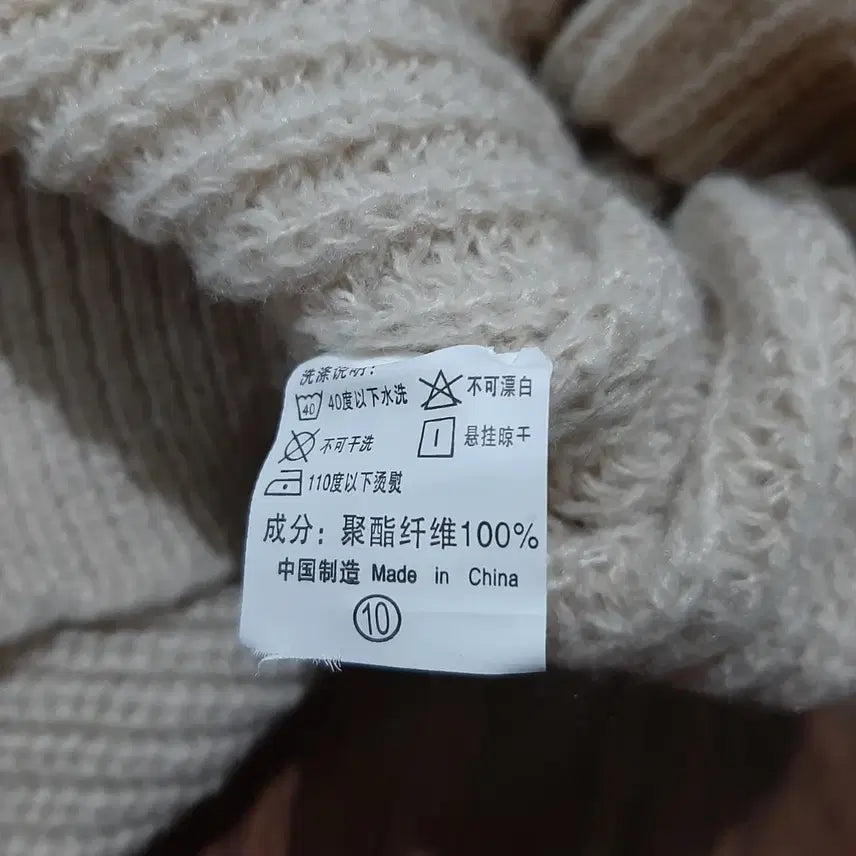 洗涤说明：
40 40度以下水洗 不可漂白
不可干洗 悬挂晾干
110度以下烫熨
成分：聚酯纤维100%
中国制造 Made in China
10